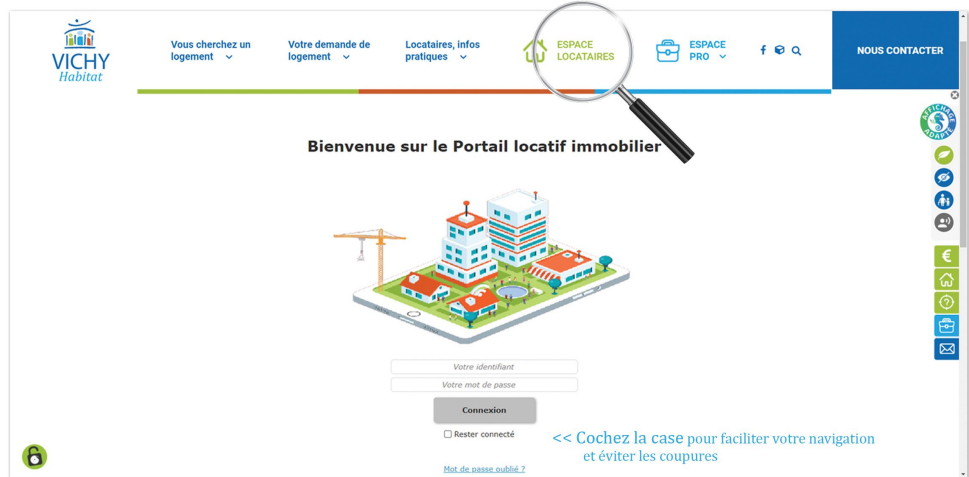 VICHY
Habitat
Vous cherchez un
logement
Votre demande de
logement
Locataires, infos
pratiques
ESPACE
LOCATAIRES
ESPACE
PRO
NOUS CONTACTER
AFFICHAGE
ADAPTÉ
Bienvenue sur le Portail locatif immobilier
Votre identifiant
Votre mot de passe
Connexion
Rester connecté
<< Cochez la case pour faciliter votre navigation
et éviter les coupures
Mot de passe oublié ?